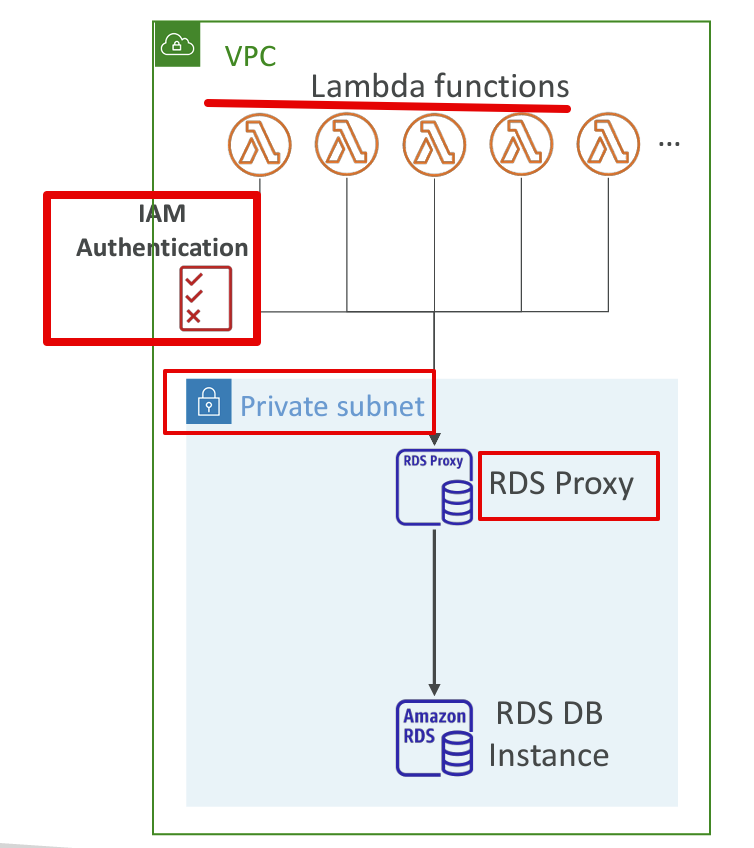 VPC
Lambda functions
...
IAM
Authentication
Private subnet
RDS Proxy
RDS Proxy
Amazon
RDS
RDS DB
Instance